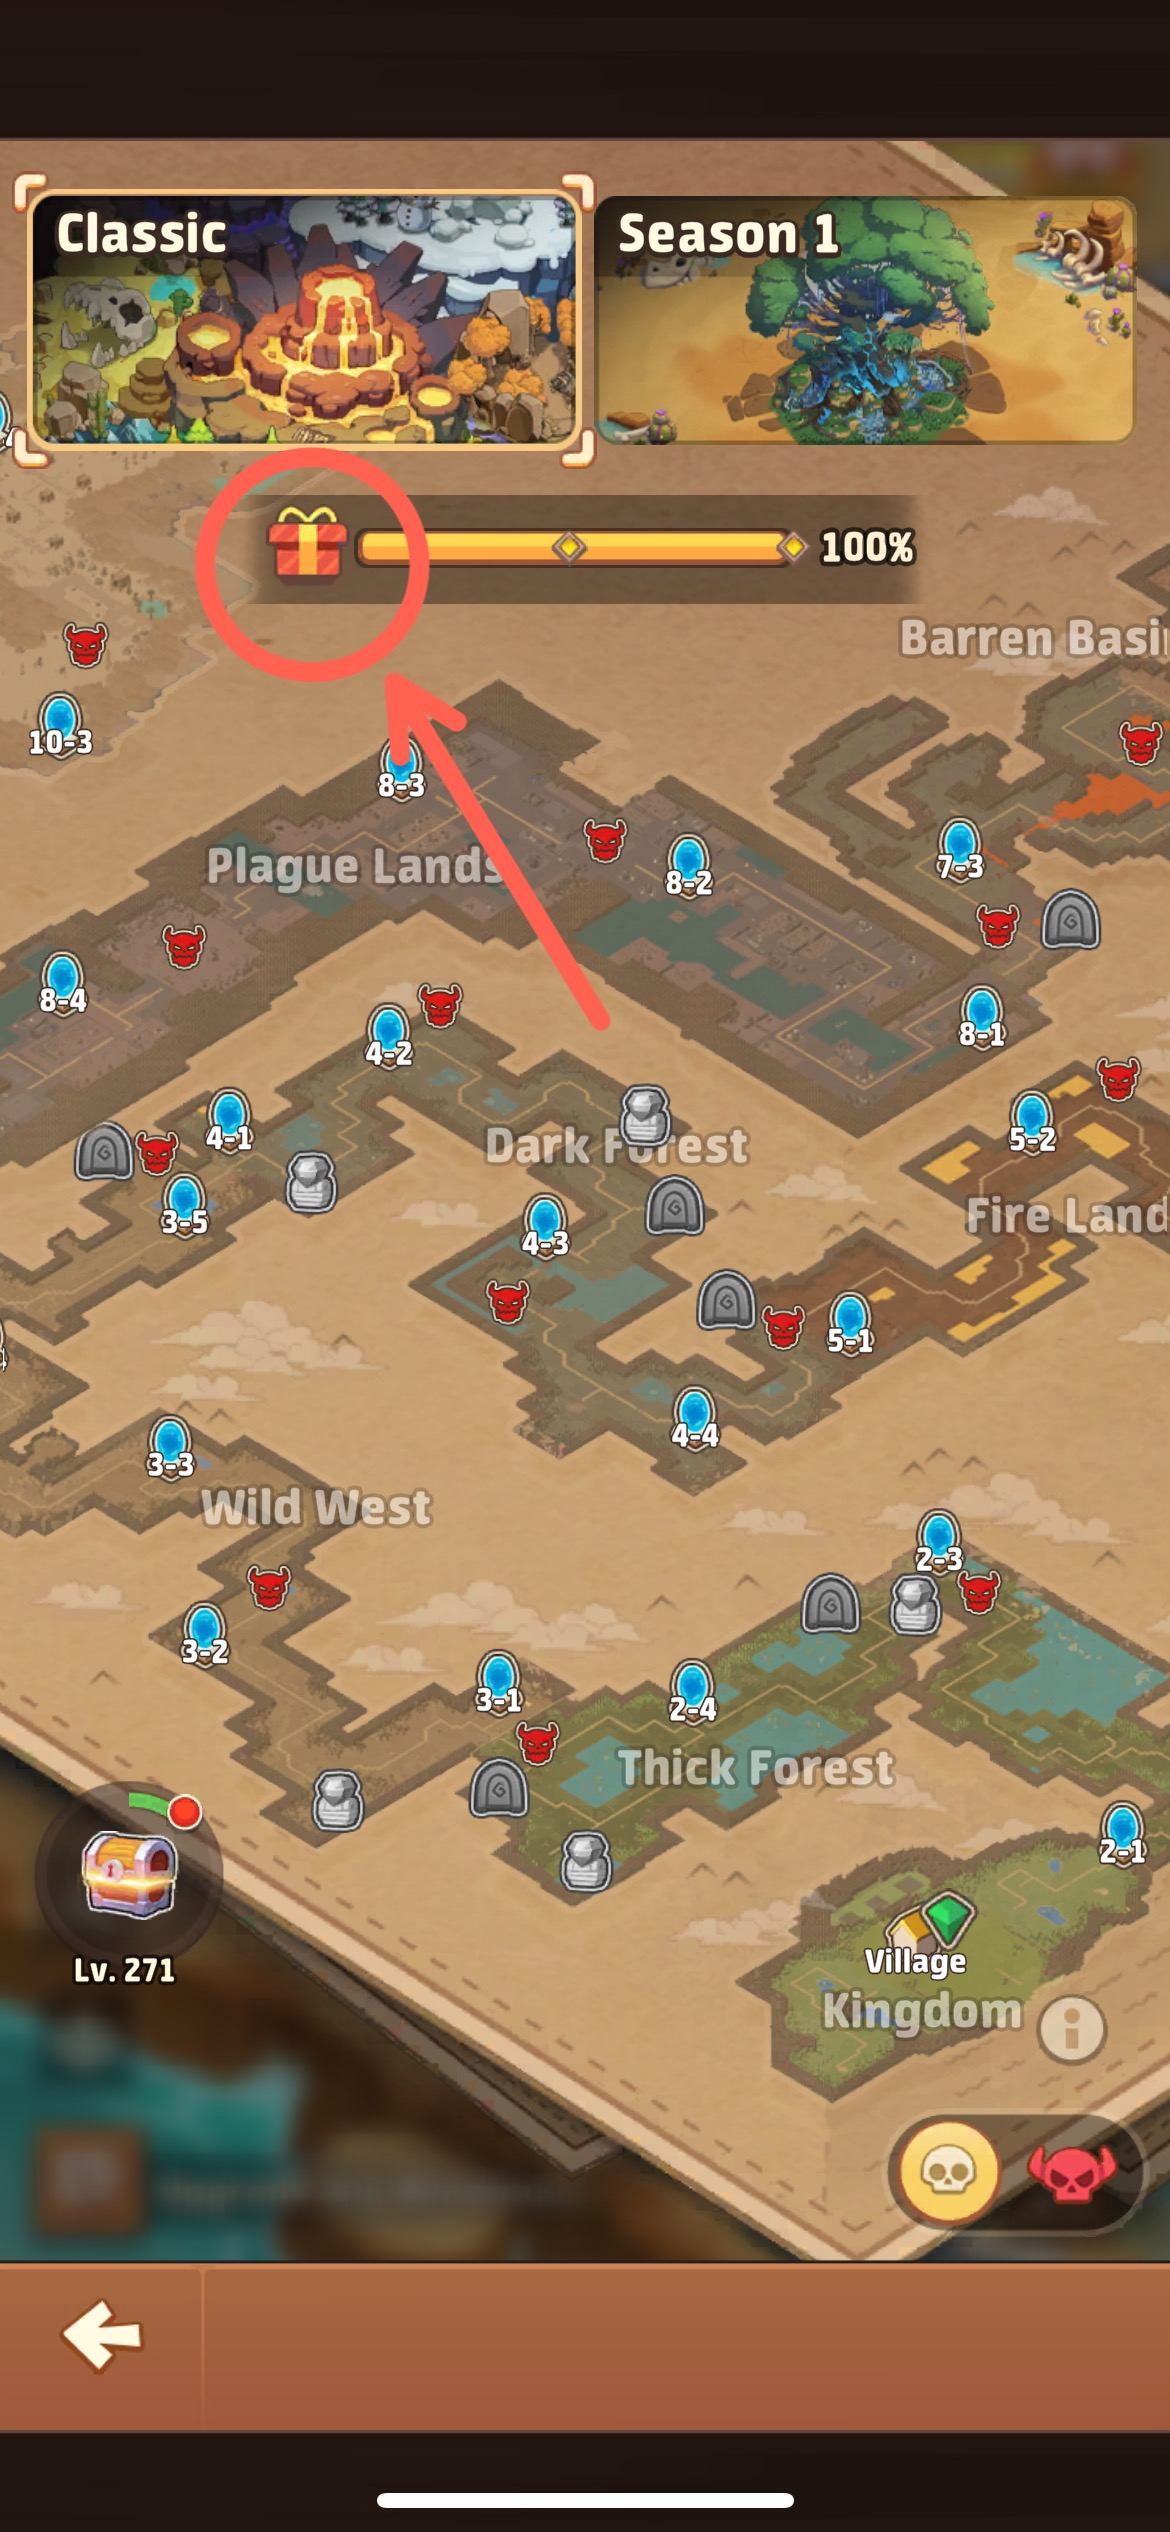 Classic
Season 1
100%
Barren Basi
10-3
8-3
Plague Lands
8-2
7-3
8-4
4-2
8-1
4-1
Dark Forest
5-2
3-5
4-3
Fire Land
5-1
4-4
3-3
Wild West
2-3
3-2
3-1
2-4
Thick Forest
2-1
Village
Lv. 271
Kingdom